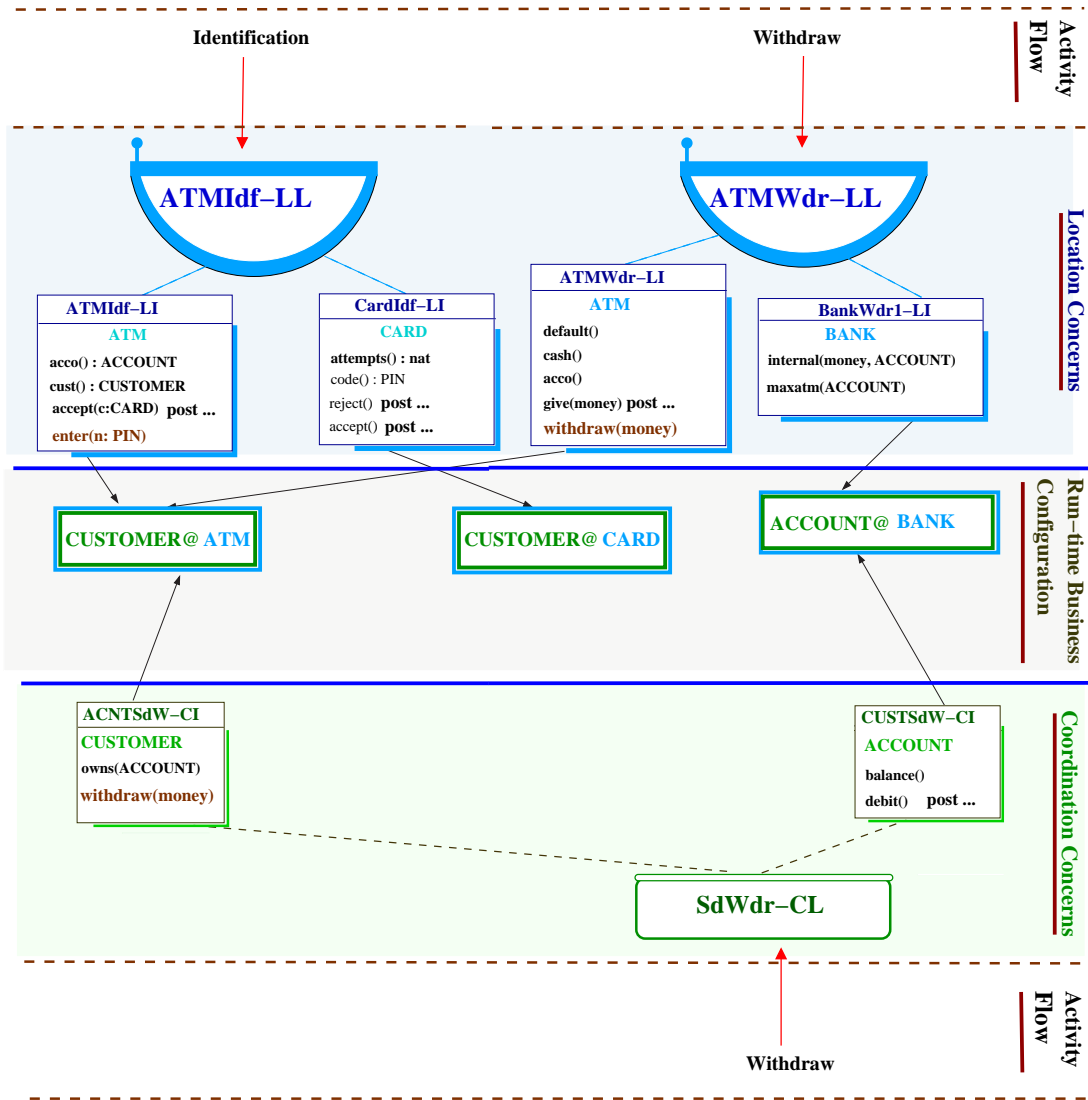 Identification
Withdraw
Activity
Flow
ATMIdf−LL
ATMWdr−LL
Location Concerns
ATMIdf−LI
ATM
acco() : ACCOUNT
cust() : CUSTOMER
accept(c:CARD) post ...
enter(n: PIN)
CardIdf−LI
CARD
attempts() : nat
code() : PIN
reject() post ...
accept() post ...
ATMWdr−LI
ATM
default()
cash()
acco()
give(money) post ...
withdraw(money)
BankWdr1−LI
BANK
internal(money, ACCOUNT)
maxatm(ACCOUNT)
CUSTOMER@ ATM
CUSTOMER@ CARD
ACCOUNT@ BANK
Run−time Business
Configuration
ACNTSdW−CI
CUSTOMER
owns(ACCOUNT)
withdraw(money)
CUSTSdW−CI
ACCOUNT
balance()
debit() post ...
Coordination Concerns
SdWdr−CL
Activity
Flow
Withdraw